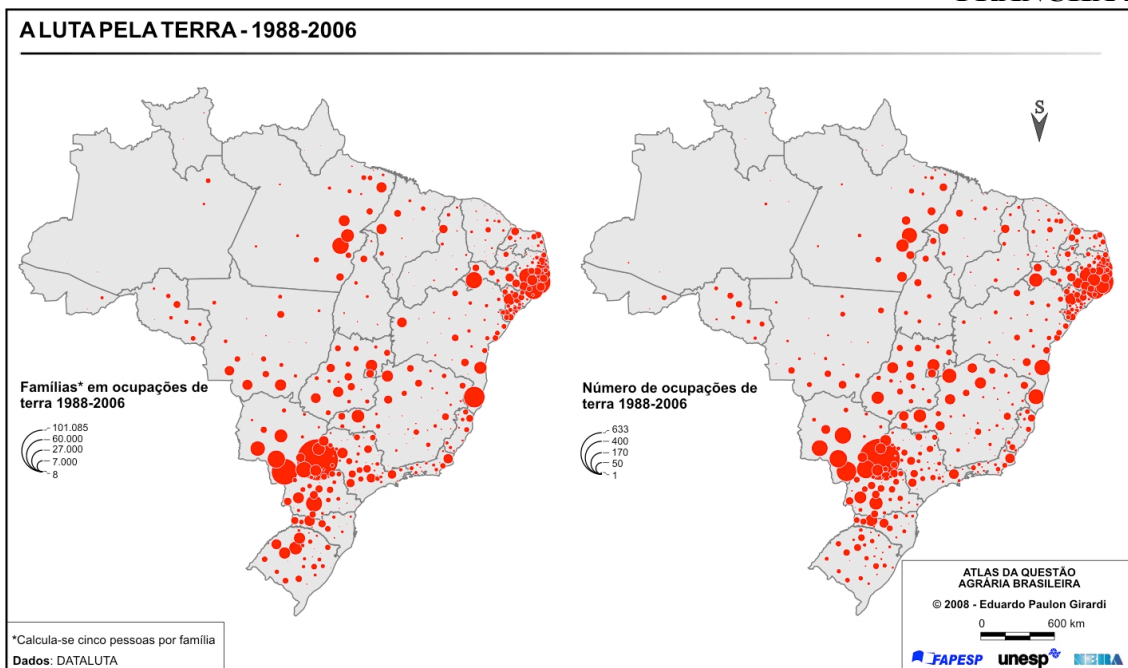 A LUTA PELA TERRA - 1988-2006
S
Famílias* em ocupações de
terra 1988-2006
101.085
60.000
27.000
7.000
8
Número de ocupações de
terra 1988-2006
633
400
170
50
1
*Calcula-se cinco pessoas por família
Dados: DATALUTA
ATLAS DA QUESTÃO
AGRÁRIA BRASILEIRA
© 2008 - Eduardo Paulon Girardi
0 600 km
FAPESP unesp NERA